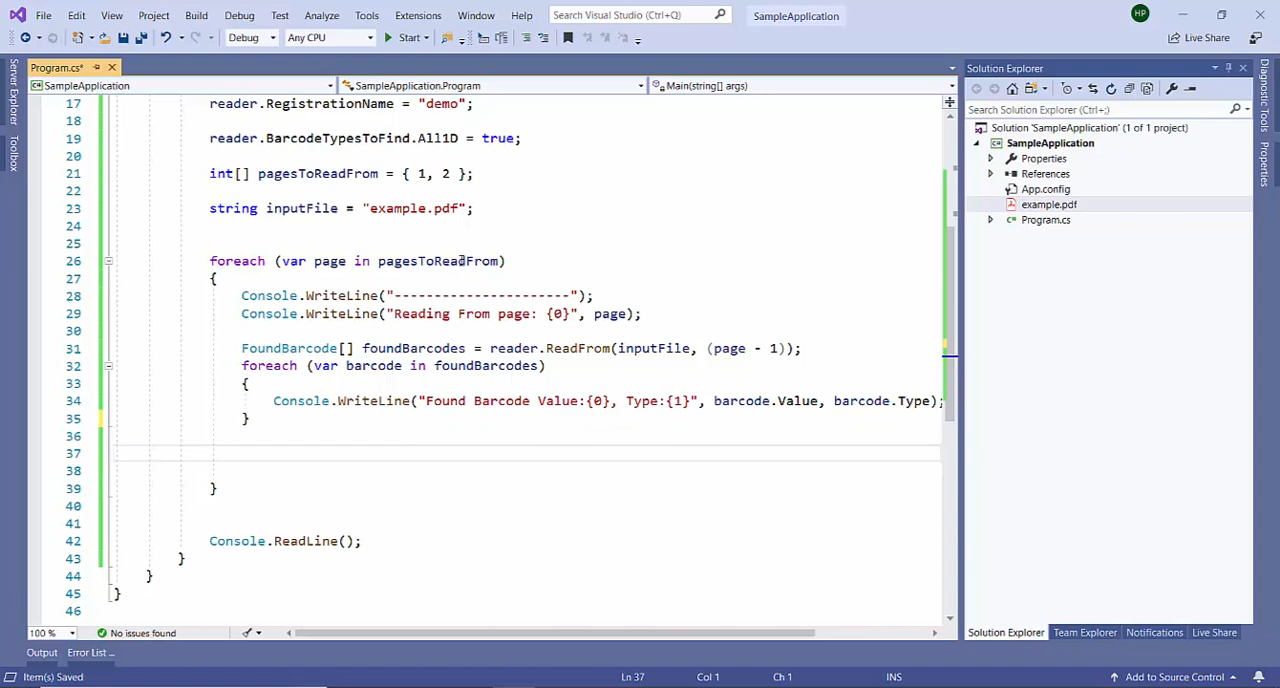 File Edit View Project Build Debug Test Analyze Tools Extensions Window Help Search Visual Studio (Ctrl+Q) SampleApplication HP
Debug Any CPU Start Live Share
Server Explorer
Toolbox
Program.cs*
SampleApplication SampleApplication.Program Main(string[] args)
17 reader.RegistrationName = "demo";
18
19 reader.BarcodeTypesToFind.All1D = true;
20
21 int[] pagesToReadFrom = { 1, 2 };
22
23 string inputFile = "example.pdf";
24
25
26 foreach (var page in pagesToReadFrom)
27 {
28 Console.WriteLine("----------------------");
29 Console.WriteLine("Reading From page: {0}", page);
30
31 FoundBarcode[] foundBarcodes = reader.ReadFrom(inputFile, (page - 1));
32 foreach (var barcode in foundBarcodes)
33 {
34 Console.WriteLine("Found Barcode Value:{0}, Type:{1}", barcode.Value, barcode.Type);
35 }
36
37
38
39 }
40
41
42 Console.ReadLine();
43 }
44 }
45 }
46
100 % No issues found
Solution Explorer
Search Solution Explorer (Ctrl+;)
Solution 'SampleApplication' (1 of 1 project)
SampleApplication
Properties
References
App.config
example.pdf
Program.cs
Solution Explorer Team Explorer Notifications Live Share
Diagnostic Tools
Properties
Output Error List ...
Item(s) Saved Ln 37 Col 1 Ch 1 INS Add to Source Control